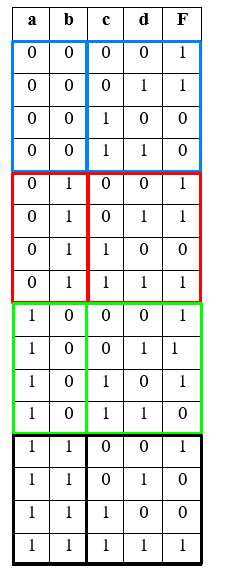 a b c d F
0 0 0 0 1
0 0 0 1 1
0 0 1 0 0
0 0 1 1 0
0 1 0 0 1
0 1 0 1 1
0 1 1 0 0
0 1 1 1 1
1 0 0 0 1
1 0 0 1 1
1 0 1 0 1
1 0 1 1 0
1 1 0 0 1
1 1 0 1 0
1 1 1 0 0
1 1 1 1 1